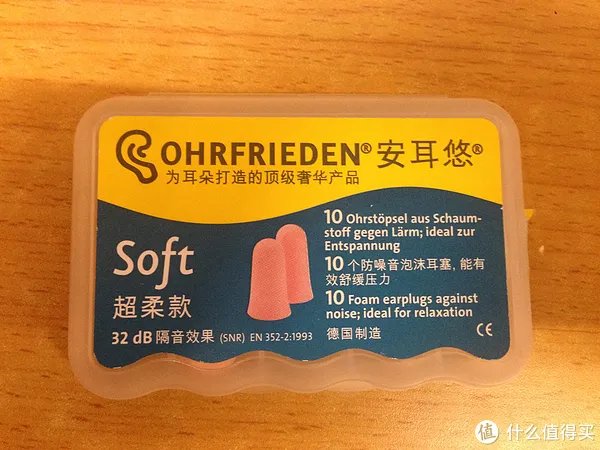 OHRFRIEDEN® 安耳悠®
为耳朵打造的顶级奢华产品
Soft
超柔款
10 Ohrstöpsel aus Schaum-
stoff gegen Lärm; ideal zur
Entspannung
10 个防噪音泡沫耳塞，能有
效舒缓压力
10 Foam earplugs against
noise; ideal for relaxation
32 dB 隔音效果 (SNR) EN 352-2:1993 德国制造 CE
值 什么值得买